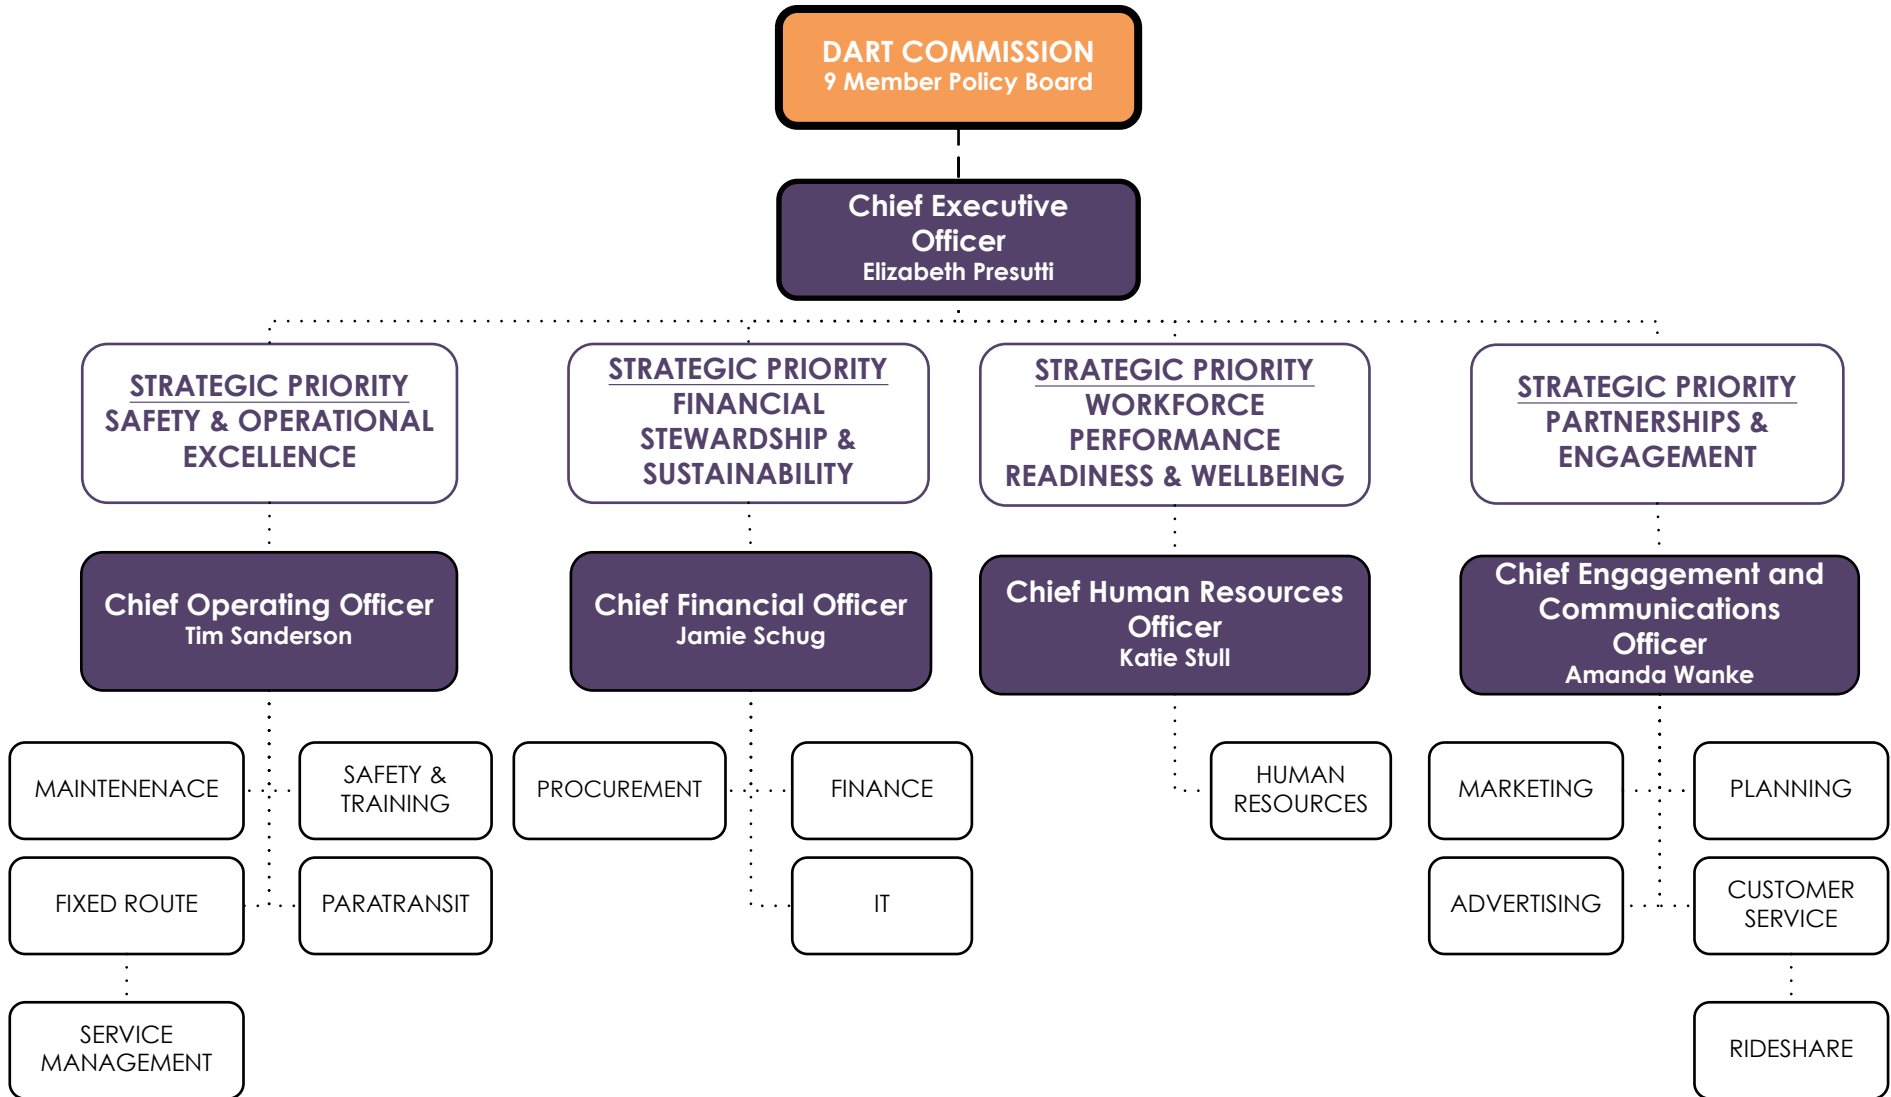 DART COMMISSION
9 Member Policy Board
Chief Executive
Officer
Elizabeth Presutti
STRATEGIC PRIORITY
SAFETY & OPERATIONAL
EXCELLENCE
STRATEGIC PRIORITY
FINANCIAL
STEWARDSHIP &
SUSTAINABILITY
STRATEGIC PRIORITY
WORKFORCE
PERFORMANCE
READINESS & WELLBEING
STRATEGIC PRIORITY
PARTNERSHIPS &
ENGAGEMENT
Chief Operating Officer
Tim Sanderson
Chief Financial Officer
Jamie Schug
Chief Human Resources
Officer
Katie Stull
Chief Engagement and
Communications
Officer
Amanda Wanke
MAINTENENACE
SAFETY &
TRAINING
PROCUREMENT
FINANCE
HUMAN
RESOURCES
MARKETING
PLANNING
FIXED ROUTE
PARATRANSIT
IT
ADVERTISING
CUSTOMER
SERVICE
SERVICE
MANAGEMENT
RIDESHARE